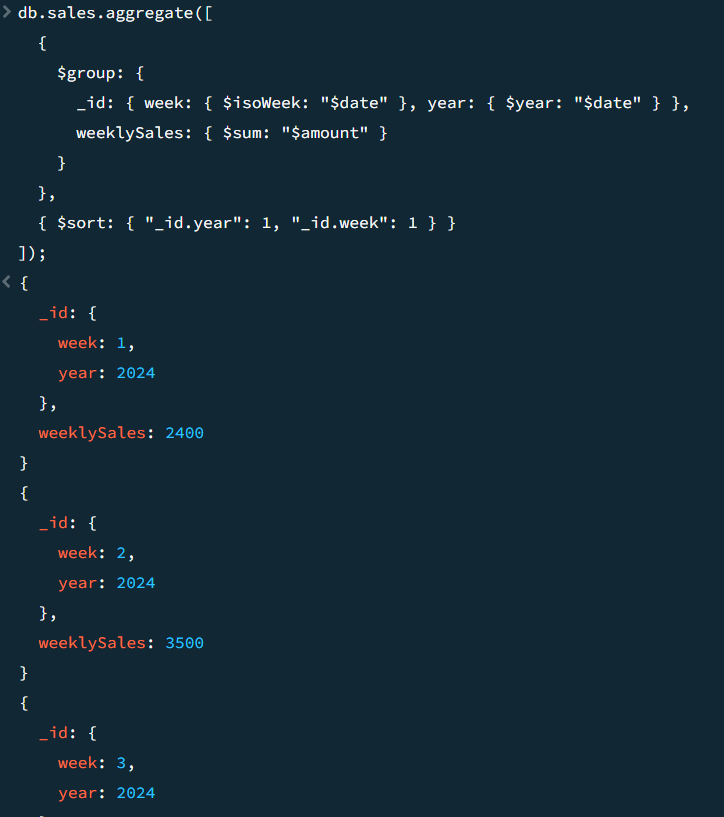 > db.sales.aggregate([
{
$group: {
_id: { week: { $isoWeek: "$date" }, year: { $year: "$date" } },
weeklySales: { $sum: "$amount" }
}
},
{ $sort: { "_id.year": 1, "_id.week": 1 } }
]);
< {
_id: {
week: 1,
year: 2024
},
weeklySales: 2400
}
{
_id: {
week: 2,
year: 2024
},
weeklySales: 3500
}
{
_id: {
week: 3,
year: 2024